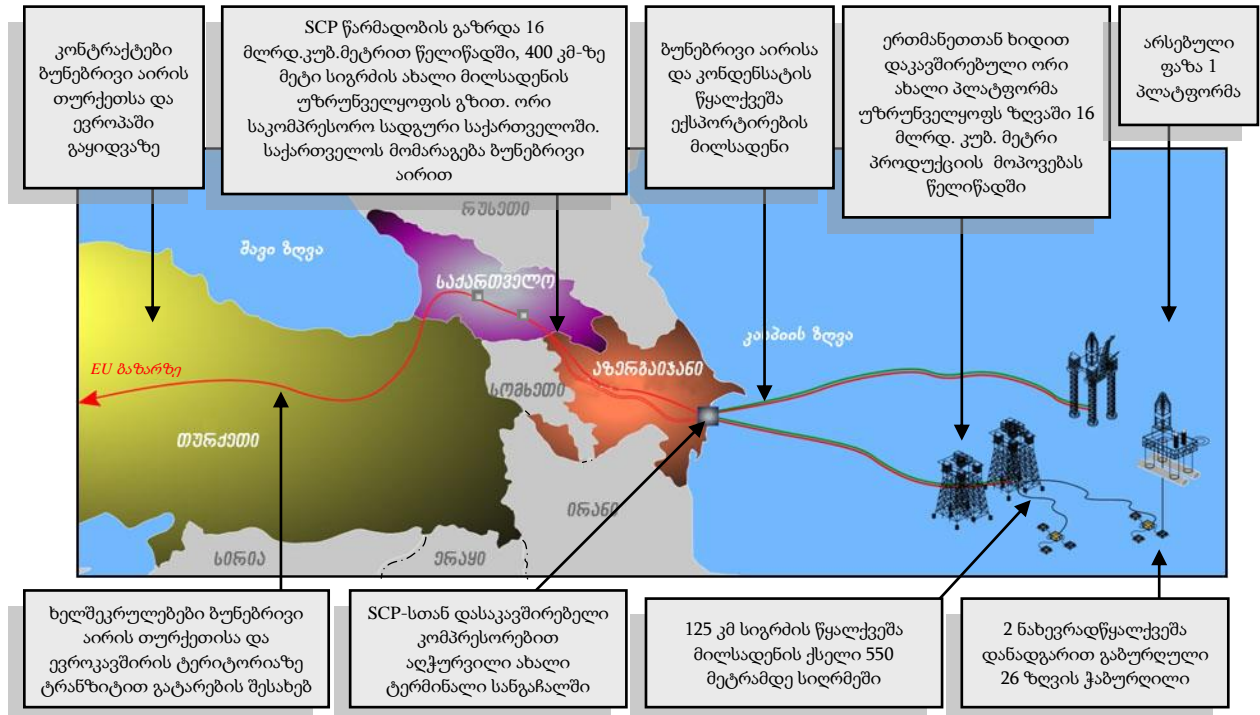 კონტრაქტები
ბუნებრივი აირის
თურქეთსა და
ევროპაში
გაყიდვაზე
SCP წარმადობის გაზრდა 16
მლრდ.კუბ.მეტრით წელიწადში, 400 კმ-ზე
მეტი სიგრძის ახალი მილსადენის
უზრუნველყოფის გზით. ორი
საკომპრესორო სადგური საქართველოში.
საქართველოს მომარაგება ბუნებრივი
აირით
ბუნებრივი აირისა
და კონდენსატის
წყალქვეშა
ექსპორტირების
მილსადენი
ერთმანეთთან ხიდით
დაკავშირებული ორი
ახალი პლატფორმა
უზრუნველყოფს ზღვაში 16
მლრდ. კუბ. მეტრი
პროდუქციის მოპოვებას
წელიწადში
არსებული
ფაზა 1
პლატფორმა
რუსეთი
შავი ზღვა
საქართველო
კასპიის ზღვა
აზერბაიჯანი
სომხეთი
EU ბაზარზე
თურქეთი
ირანი
სირია
ერაყი
ხელშეკრულებები ბუნებრივი
აირის თურქეთისა და
ევროკავშირის ტერიტორიაზე
ტრანზიტით გატარების შესახებ
SCP-სთან დასაკავშირებელი
კომპრესორებით
აღჭურვილი ახალი
ტერმინალი სანგაჩალში
125 კმ სიგრძის წყალქვეშა
მილსადენის ქსელი 550
მეტრამდე სიღრმეში
2 ნახევრადწყალქვეშა
დანადგარით გაბურღული
26 ზღვის ჭაბურღილი